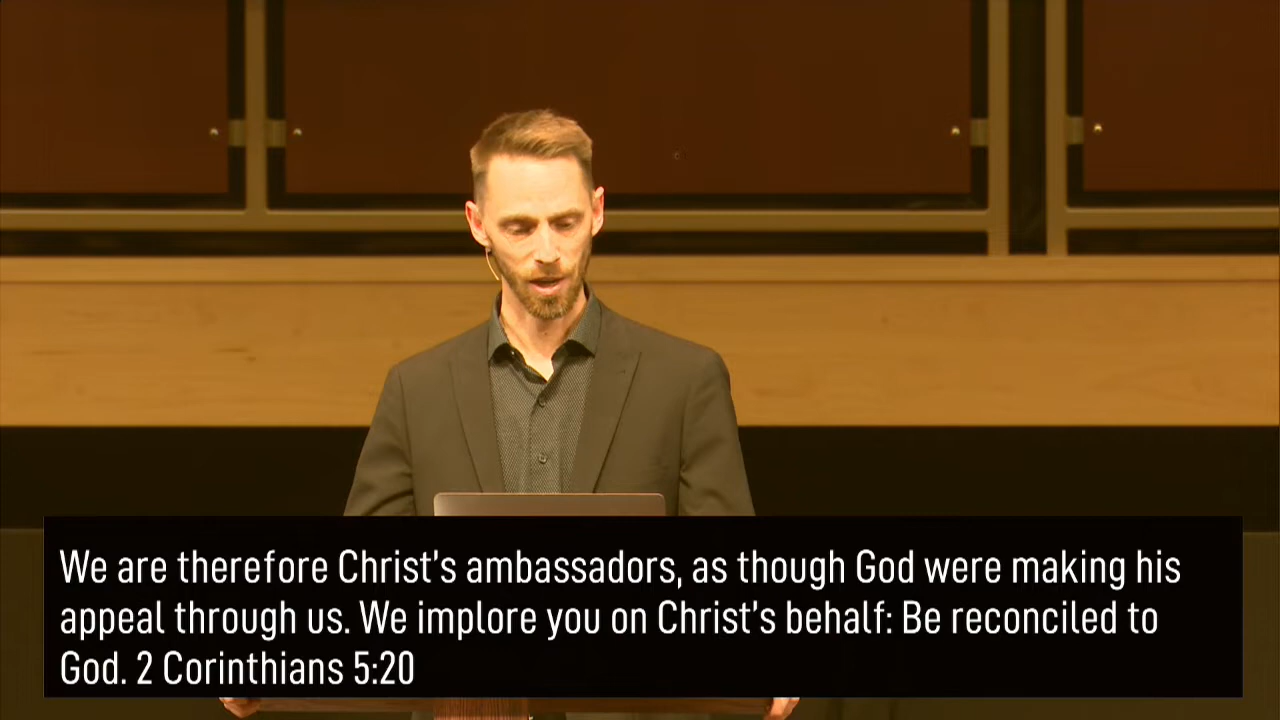 We are therefore Christ's ambassadors, as though God were making his
appeal through us. We implore you on Christ's behalf: Be reconciled to
God. 2 Corinthians 5:20